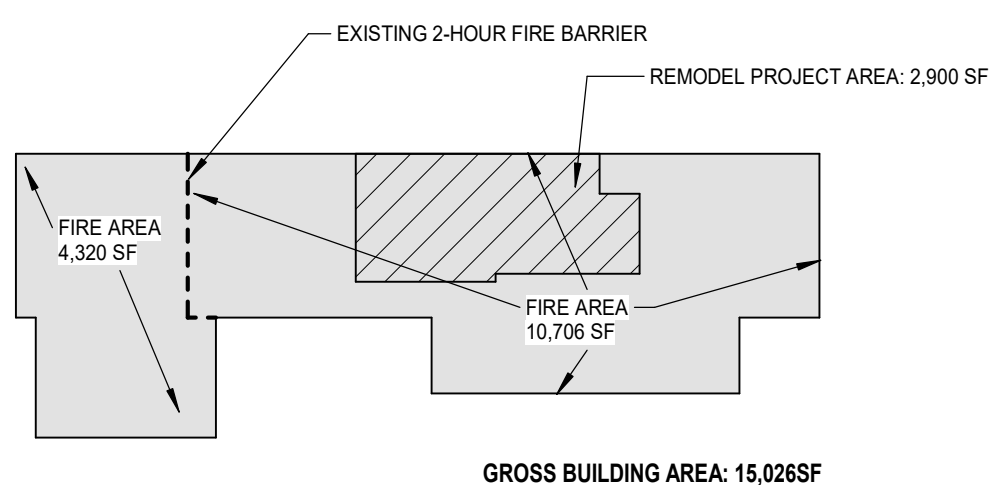 EXISTING 2-HOUR FIRE BARRIER
REMODEL PROJECT AREA: 2,900 SF
FIRE AREA
4,320 SF
FIRE AREA
10,706 SF
GROSS BUILDING AREA: 15,026SF